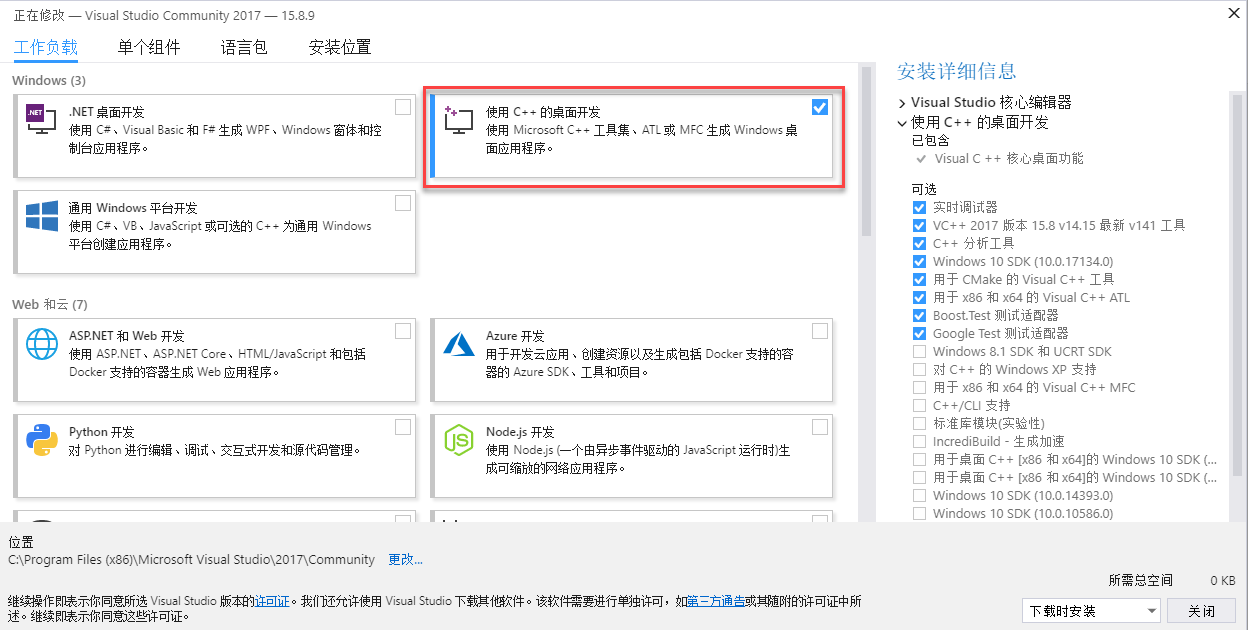 正在修改 — Visual Studio Community 2017 — 15.8.9
工作负载 单个组件 语言包 安装位置
Windows (3)
.NET
.NET 桌面开发
使用 C#、Visual Basic 和 F# 生成 WPF、Windows 窗体和控
制台应用程序。
使用 C++ 的桌面开发
使用 Microsoft C++ 工具集、ATL 或 MFC 生成 Windows 桌
面应用程序。
通用 Windows 平台开发
使用 C#、VB、JavaScript 或可选的 C++ 为通用 Windows
平台创建应用程序。
Web 和云 (7)
ASP.NET 和 Web 开发
使用 ASP.NET、ASP.NET Core、HTML/JavaScript 和包括
Docker 支持的容器生成 Web 应用程序。
Azure 开发
用于开发云应用、创建资源以及生成包括 Docker 支持的容
器的 Azure SDK、工具和项目。
Python 开发
对 Python 进行编辑、调试、交互式开发和源代码管理。
JS
Node.js 开发
使用 Node.js (一个由异步事件驱动的 JavaScript 运行时)生
成可缩放的网络应用程序。
安装详细信息
Visual Studio 核心编辑器
使用 C++ 的桌面开发
已包含
Visual C ++ 核心桌面功能
可选
实时调试器
VC++ 2017 版本 15.8 v14.15 最新 v141 工具
C++ 分析工具
Windows 10 SDK (10.0.17134.0)
用于 CMake 的 Visual C++ 工具
用于 x86 和 x64 的 Visual C++ ATL
Boost.Test 测试适配器
Google Test 测试适配器
Windows 8.1 SDK 和 UCRT SDK
对 C++ 的 Windows XP 支持
用于 x86 和 x64 的 Visual C++ MFC
C++/CLI 支持
标准库模块(实验性)
IncrediBuild - 生成加速
用于桌面 C++ [x86 和 x64]的 Windows 10 SDK (...
用于桌面 C++ [x86 和 x64]的 Windows 10 SDK (...
Windows 10 SDK (10.0.14393.0)
Windows 10 SDK (10.0.10586.0)
位置
C:\Program Files (x86)\Microsoft Visual Studio\2017\Community 更改...
所需总空间 0 KB
继续操作即表示你同意所选 Visual Studio 版本的许可证。我们还允许使用 Visual Studio 下载其他软件。该软件需要进行单独许可，如第三方通告或其随附的许可证中所
述。继续即表示你同意这些许可证。
下载时安装 关闭